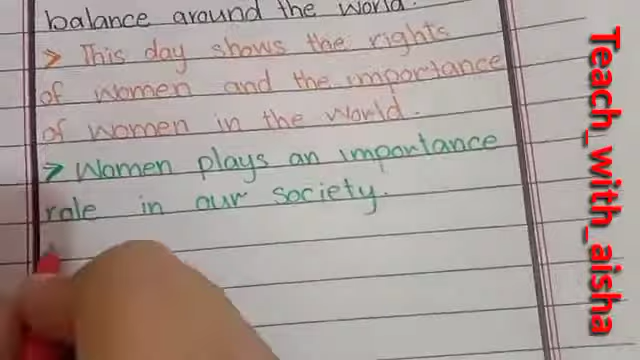 balance around the world.
> This day shows the rights
of women and the importance
of women in the world.
> Women plays an importance
role in our society.
Teach_with_aisha